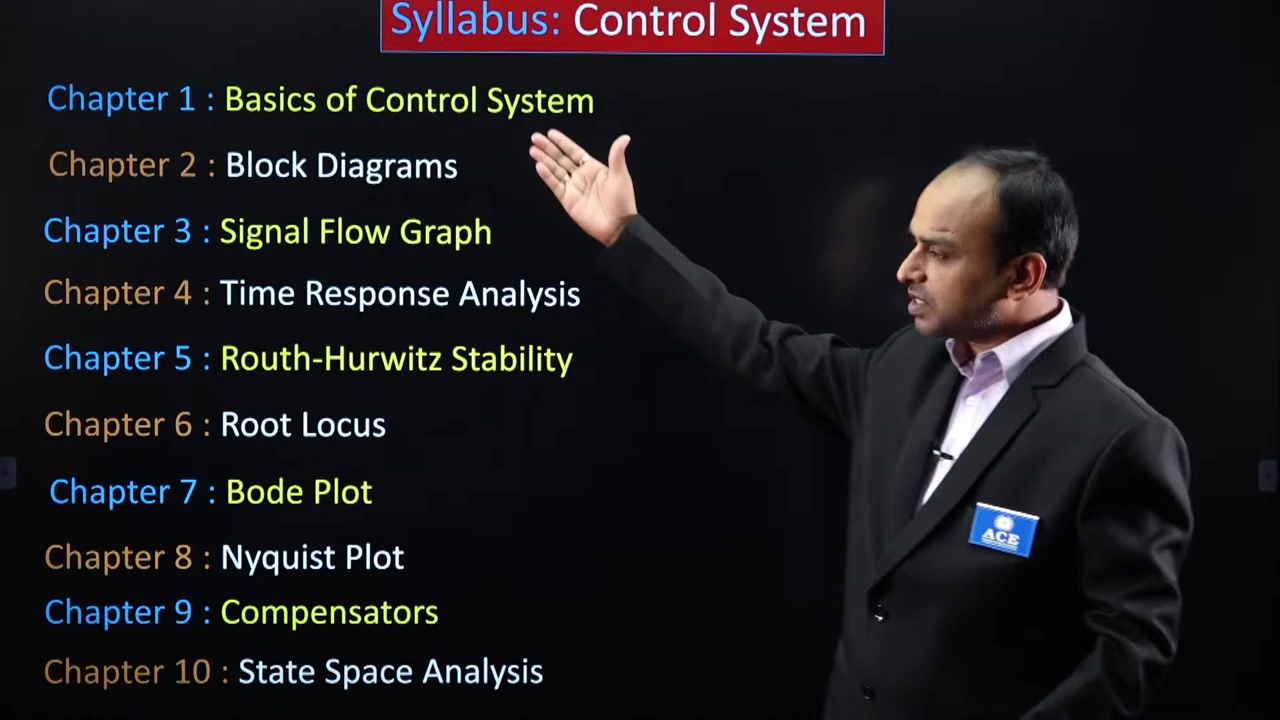 Syllabus: Control System
Chapter 1 : Basics of Control System
Chapter 2 : Block Diagrams
Chapter 3 : Signal Flow Graph
Chapter 4 : Time Response Analysis
Chapter 5 : Routh-Hurwitz Stability
Chapter 6 : Root Locus
Chapter 7 : Bode Plot
Chapter 8 : Nyquist Plot
Chapter 9 : Compensators
Chapter 10 : State Space Analysis
ACE